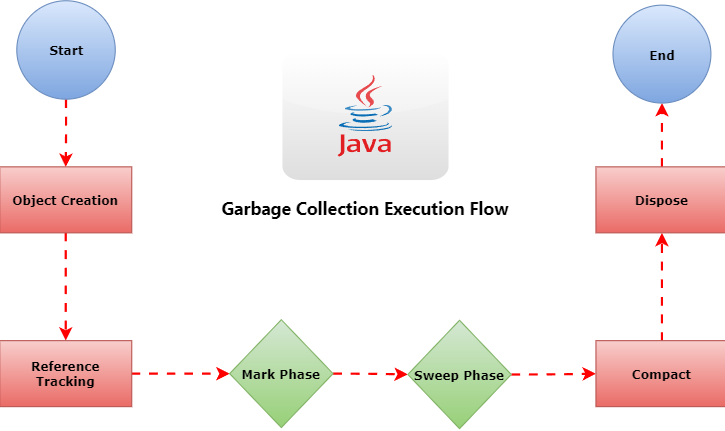 Start
End
Java
Object Creation
Garbage Collection Execution Flow
Dispose
Reference
Tracking
Mark Phase
Sweep Phase
Compact